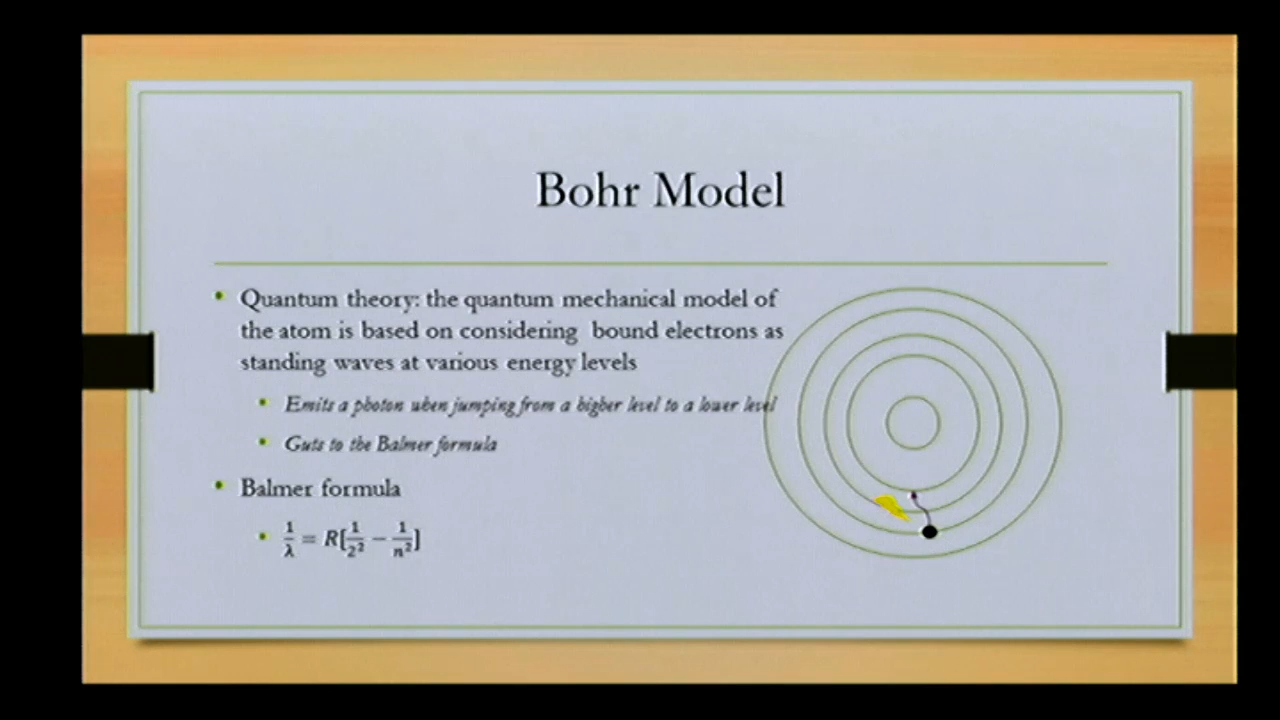 Bohr Model
Quantum theory: the quantum mechanical model of
the atom is based on considering bound electrons as
standing waves at various energy levels
Emits a photon when jumping from a higher level to a lower level
Guts to the Balmer formula
Balmer formula
1/λ = R[1/2² − 1/n²]